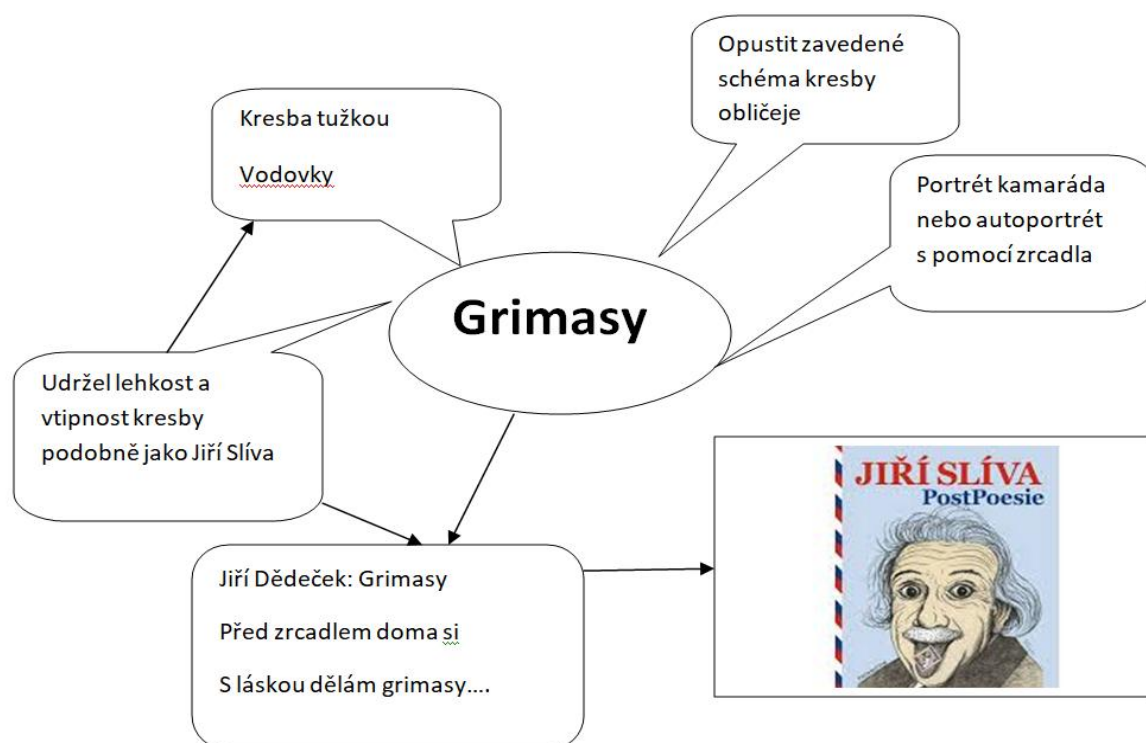 Opustit zavedené
schéma kresby
obličeje
Kresba tužkou
Vodovky
Portrét kamaráda
nebo autoportrét
s pomocí zrcadla
Grimasy
Udržel lehkost a
vtipnost kresby
podobně jako Jiří Slíva
JIŘÍ SLÍVA
PostPoesie
Jiří Dědeček: Grimasy
Před zrcadlem doma si
S láskou dělám grimasy....